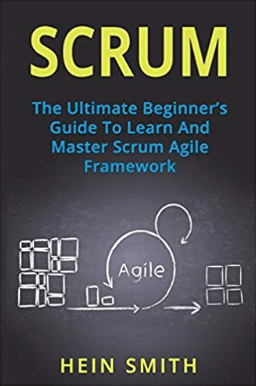 SCRUM
The Ultimate Beginner's
Guide To Learn And
Master Scrum Agile
Framework
Agile
HEIN SMITH